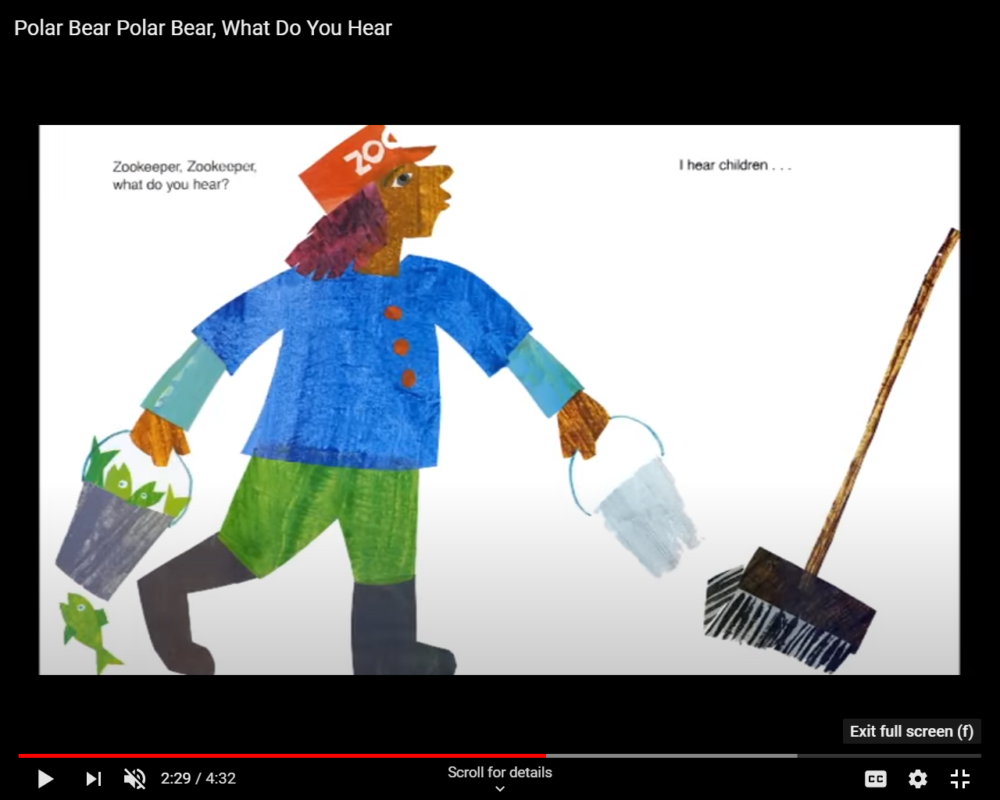 Polar Bear Polar Bear, What Do You Hear
ZOO
Zookeeper, Zookeeper,
what do you hear?
I hear children . . .
Exit full screen (f)
2:29 / 4:32
Scroll for details
CC